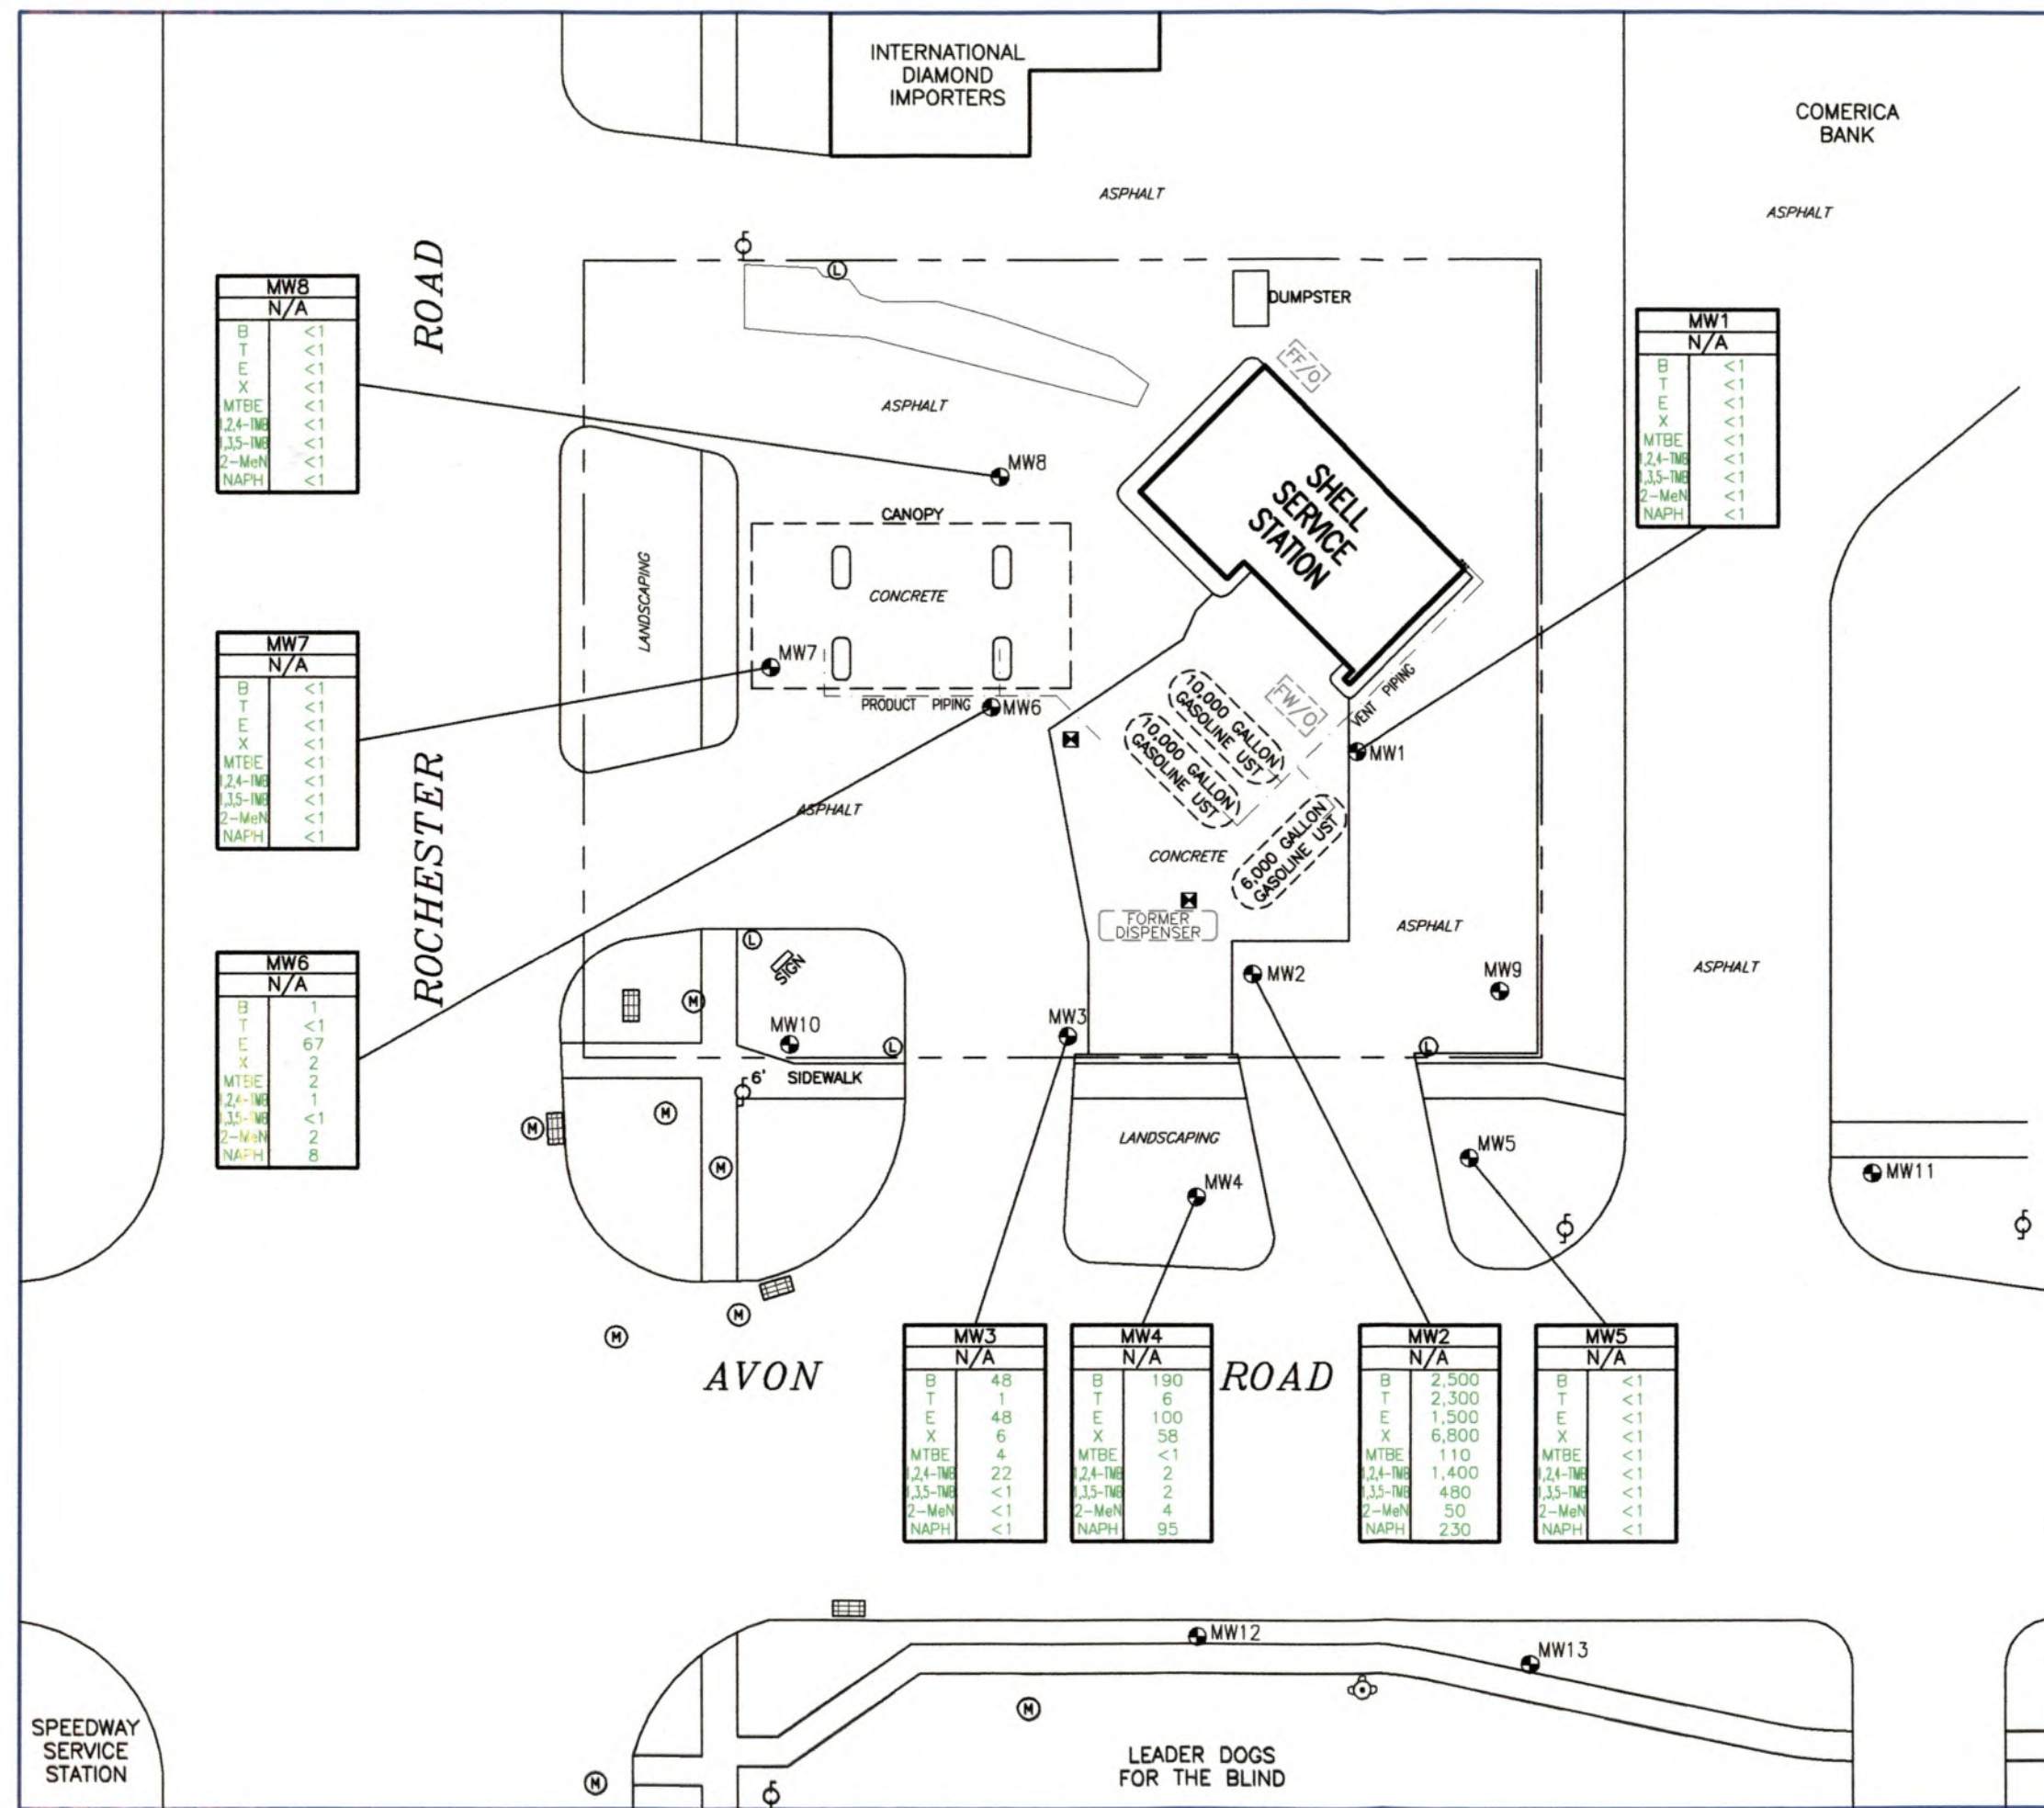 INTERNATIONAL
DIAMOND
IMPORTERS
COMERICA
BANK
ASPHALT
ASPHALT
ROAD
MW8
N/A
B <1
T <1
E <1
X <1
MTBE <1
1,2,4-TMB <1
1,3,5-TMB <1
2-MeN <1
NAPH <1
DUMPSTER
FF/O
MW1
N/A
B <1
T <1
E <1
X <1
MTBE <1
1,2,4-TMB <1
1,3,5-TMB <1
2-MeN <1
NAPH <1
ASPHALT
MW8
SHELL
SERVICE
STATION
CANOPY
CONCRETE
LANDSCAPING
MW7
N/A
B <1
T <1
E <1
X <1
MTBE <1
1,2,4-TMB <1
1,3,5-TMB <1
2-MeN <1
NAPH <1
MW7
PRODUCT PIPING
MW6
10,000 GALLON
GASOLINE UST
10,000 GALLON
GASOLINE UST
FW/O
VENT PIPING
MW1
ROCHESTER
ASPHALT
CONCRETE
6,000 GALLON
GASOLINE UST
FORMER
DISPENSER
ASPHALT
MW6
N/A
B 1
T <1
E 67
X 2
MTBE 2
1,2,4-TMB 1
1,3,5-TMB <1
2-MeN 2
NAPH 8
L
L
SIGN
M
MW10
L
MW3
MW2
MW9
ASPHALT
L
6' SIDEWALK
M
M
M
LANDSCAPING
MW4
MW5
MW11
M
M
AVON
ROAD
MW3
N/A
B 48
T 1
E 48
X 6
MTBE 4
1,2,4-TMB 22
1,3,5-TMB <1
2-MeN <1
NAPH <1
MW4
N/A
B 190
T 6
E 100
X 58
MTBE <1
1,2,4-TMB 2
1,3,5-TMB 2
2-MeN 4
NAPH 95
MW2
N/A
B 2,500
T 2,300
E 1,500
X 6,800
MTBE 110
1,2,4-TMB 1,400
1,3,5-TMB 480
2-MeN 50
NAPH 230
MW5
N/A
B <1
T <1
E <1
X <1
MTBE <1
1,2,4-TMB <1
1,3,5-TMB <1
2-MeN <1
NAPH <1
MW12
MW13
M
SPEEDWAY
SERVICE
STATION
M
LEADER DOGS
FOR THE BLIND